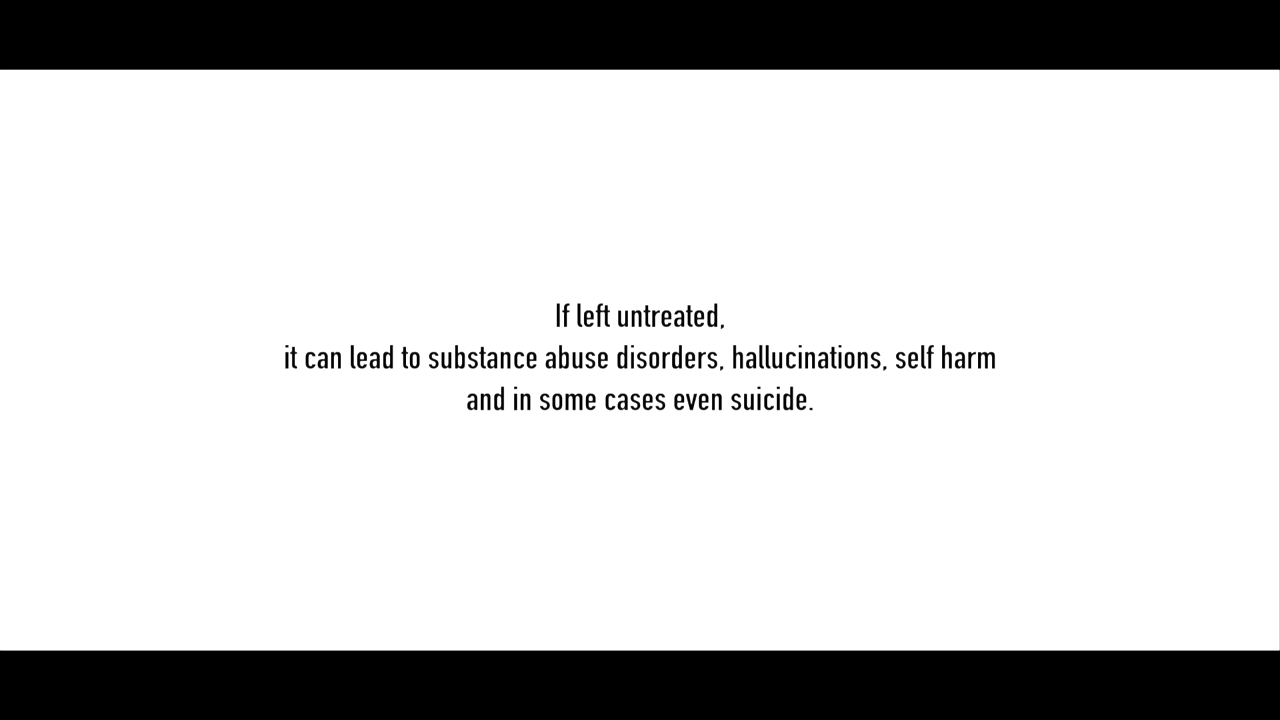 If left untreated,
it can lead to substance abuse disorders, hallucinations, self harm
and in some cases even suicide.